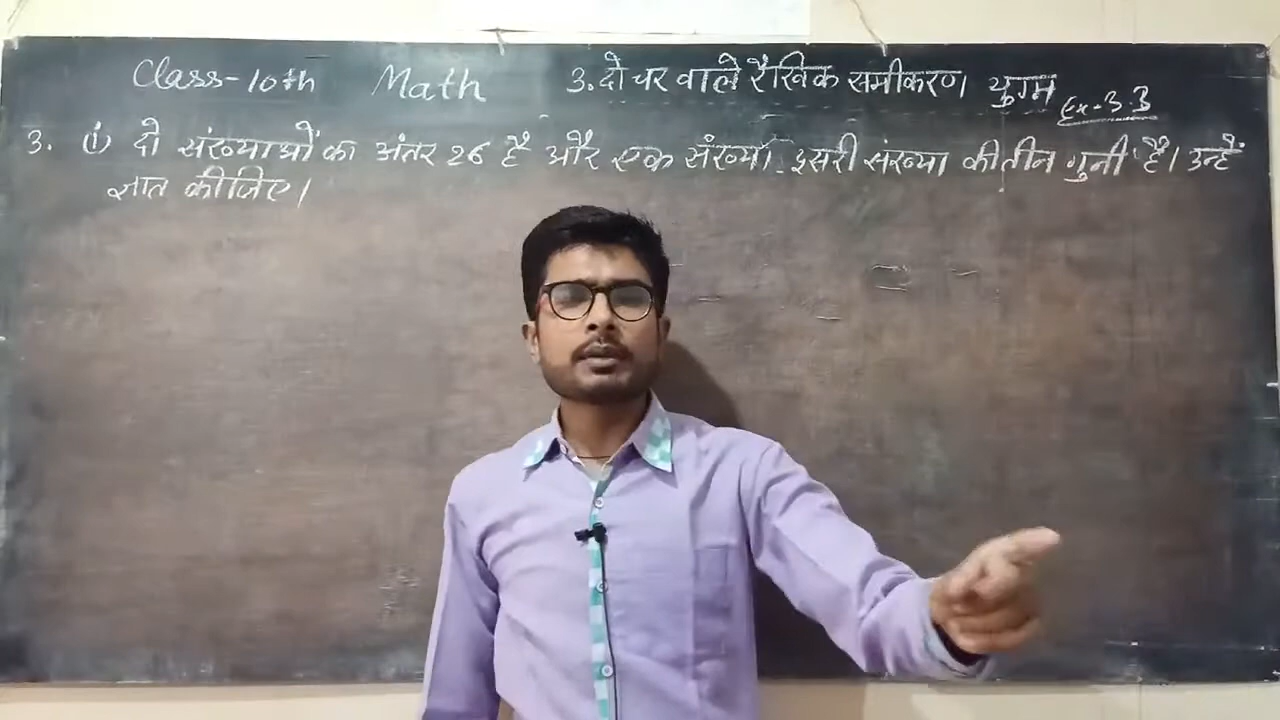 Class-10th Math 3. दो चर वाले रैखिक समीकरण युग्म Ex-3.3
3. (i) दो संख्याओं का अंतर 26 है और एक संख्या दूसरी संख्या की तीन गुनी है। उन्हें
ज्ञात कीजिए।